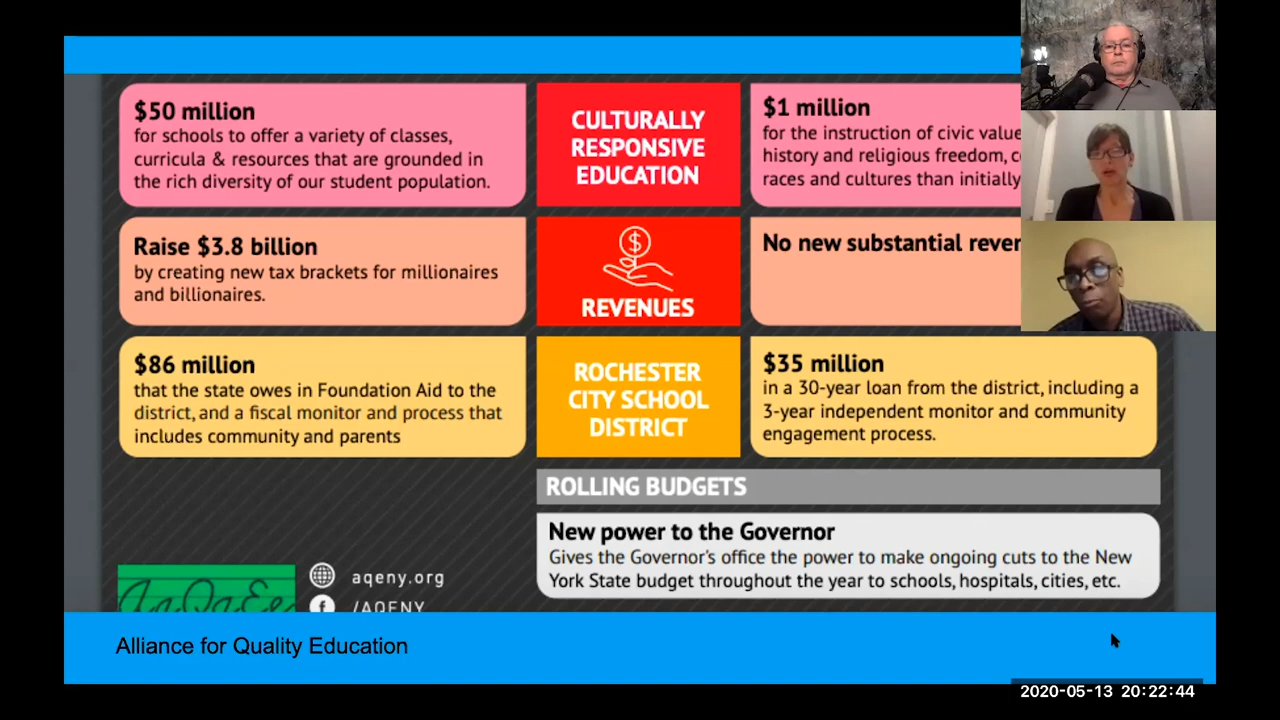 $50 million
for schools to offer a variety of classes,
curricula & resources that are grounded in
the rich diversity of our student population.
CULTURALLY
RESPONSIVE
EDUCATION
$1 million
for the instruction of civic value
history and religious freedom, c
races and cultures than initially
Raise $3.8 billion
by creating new tax brackets for millionaires
and billionaires.
$
REVENUES
No new substantial rever
$86 million
that the state owes in Foundation Aid to the
district, and a fiscal monitor and process that
includes community and parents
ROCHESTER
CITY SCHOOL
DISTRICT
$35 million
in a 30-year loan from the district, including a
3-year independent monitor and community
engagement process.
ROLLING BUDGETS
New power to the Governor
Gives the Governor's office the power to make ongoing cuts to the New
York State budget throughout the year to schools, hospitals, cities, etc.
aqeny.org
f /AQENY
Alliance for Quality Education
2020-05-13 20:22:44